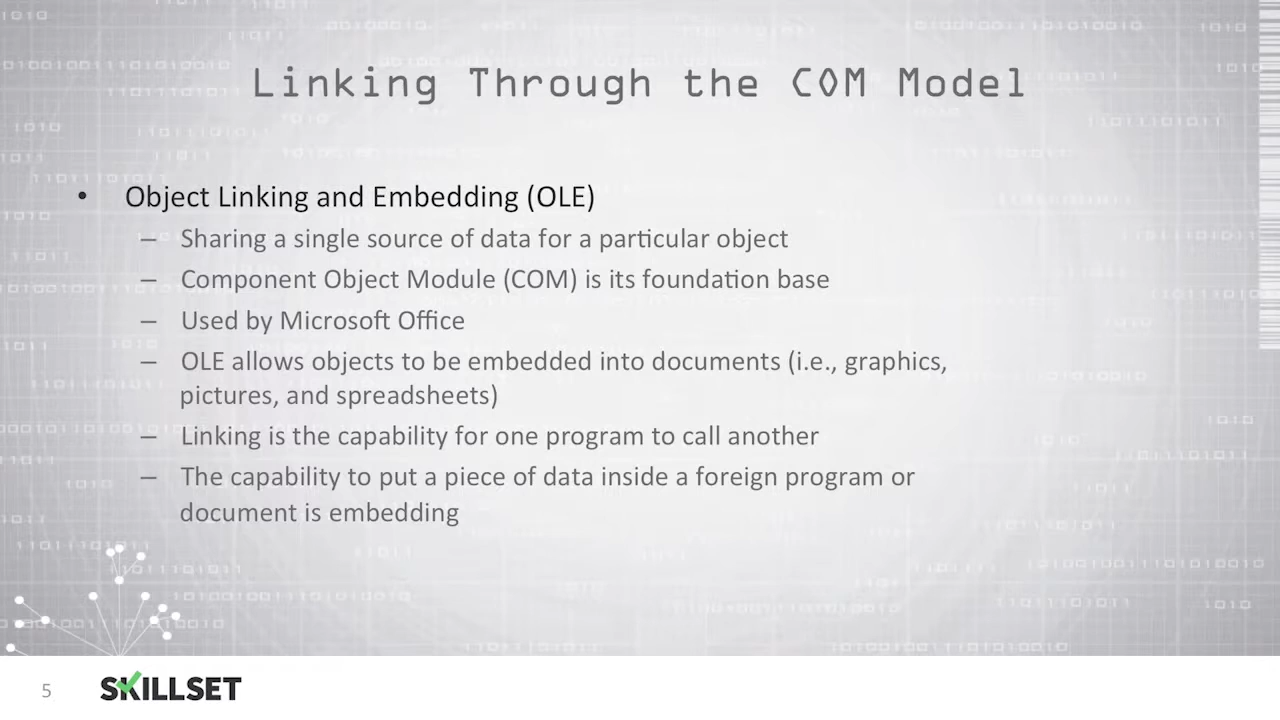 Linking Through the COM Model
• Object Linking and Embedding (OLE)
– Sharing a single source of data for a particular object
– Component Object Module (COM) is its foundation base
– Used by Microsoft Office
– OLE allows objects to be embedded into documents (i.e., graphics,
pictures, and spreadsheets)
– Linking is the capability for one program to call another
– The capability to put a piece of data inside a foreign program or
document is embedding
5
SKILLSET